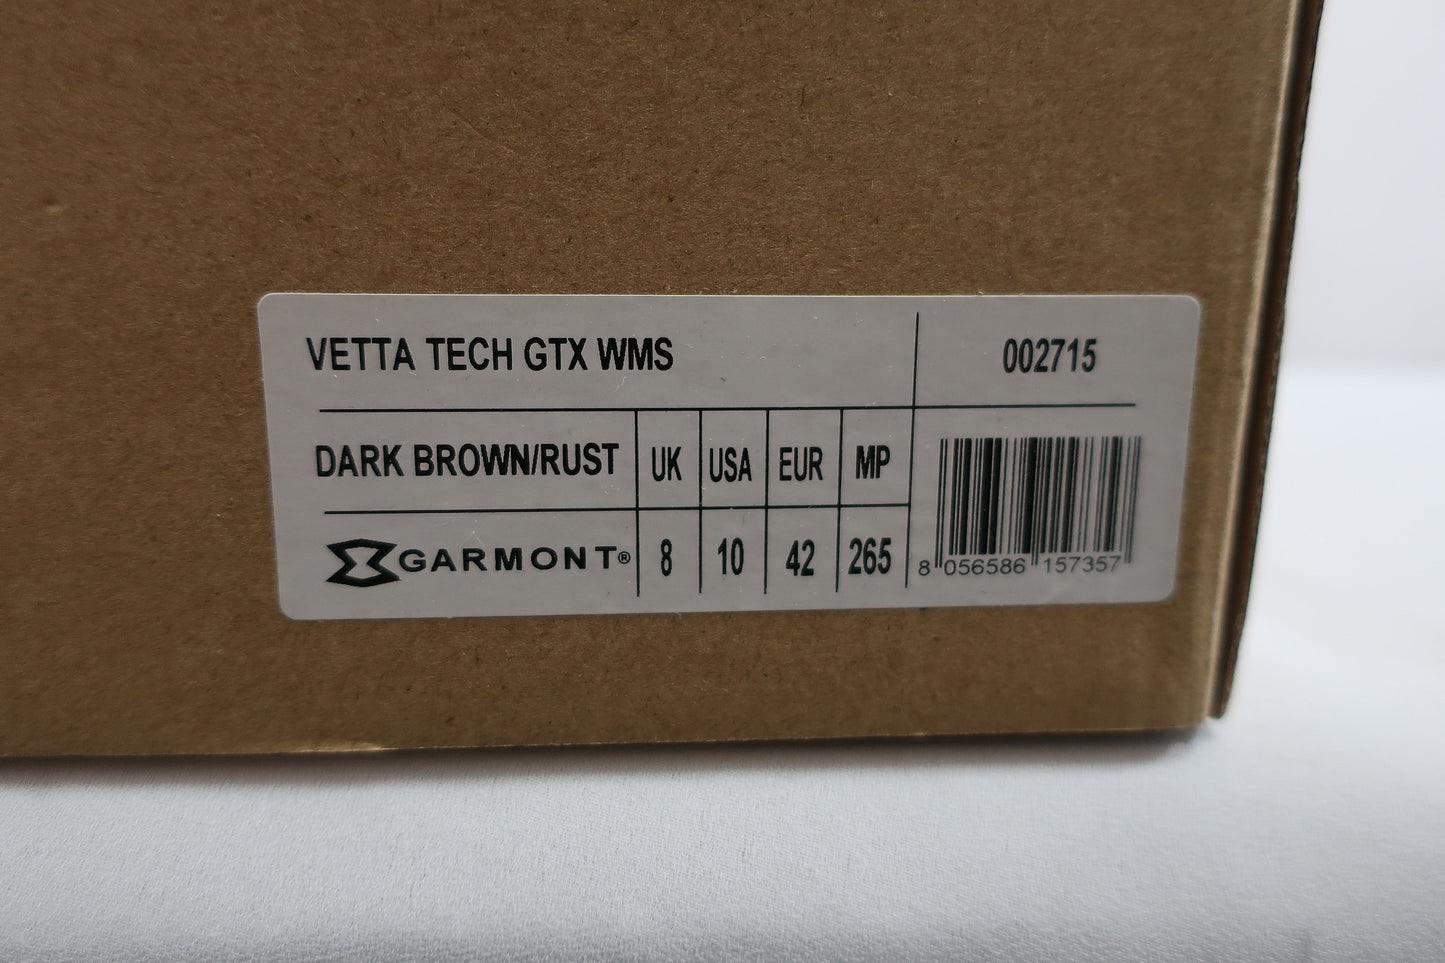 VETTA TECH GTX WMS 002715
DARK BROWN/RUST UK USA EUR MP
GARMONT® 8 10 42 265
8 056586 157357